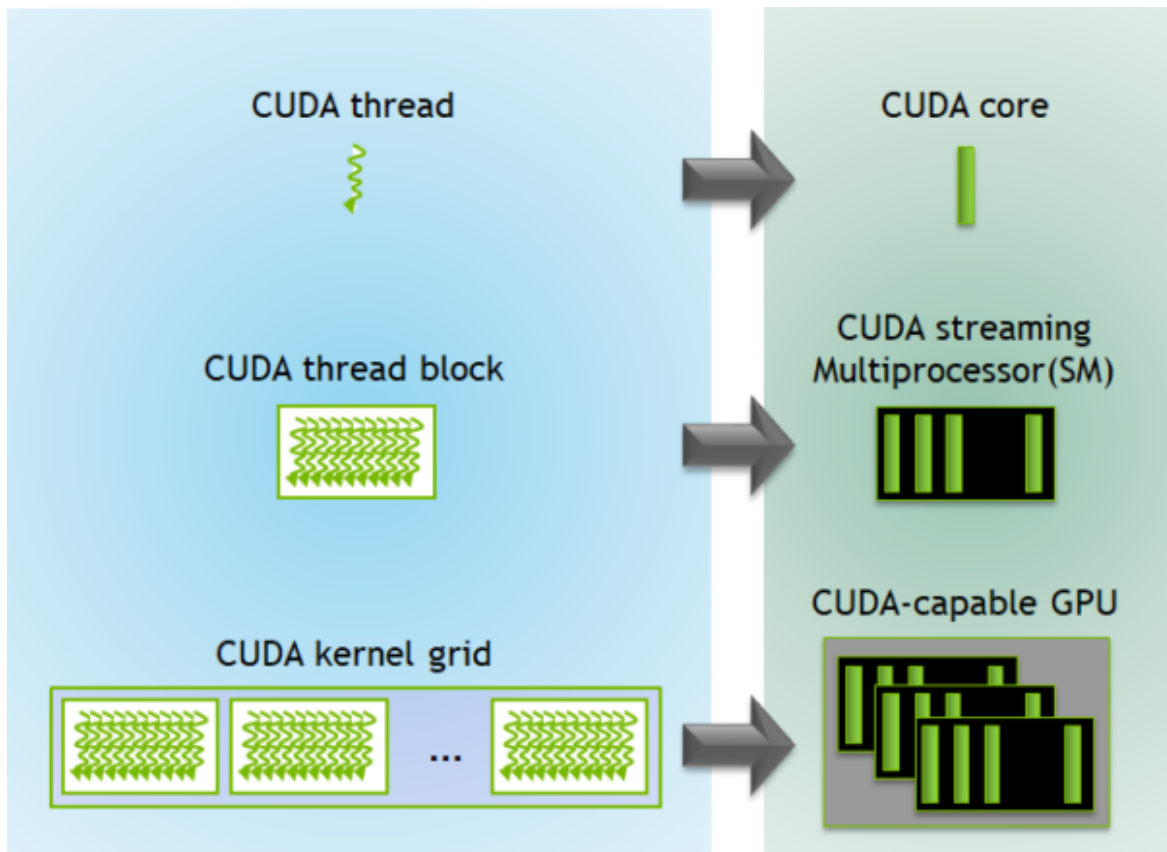 CUDA thread
CUDA core
CUDA thread block
CUDA streaming
Multiprocessor(SM)
CUDA kernel grid
...
CUDA-capable GPU